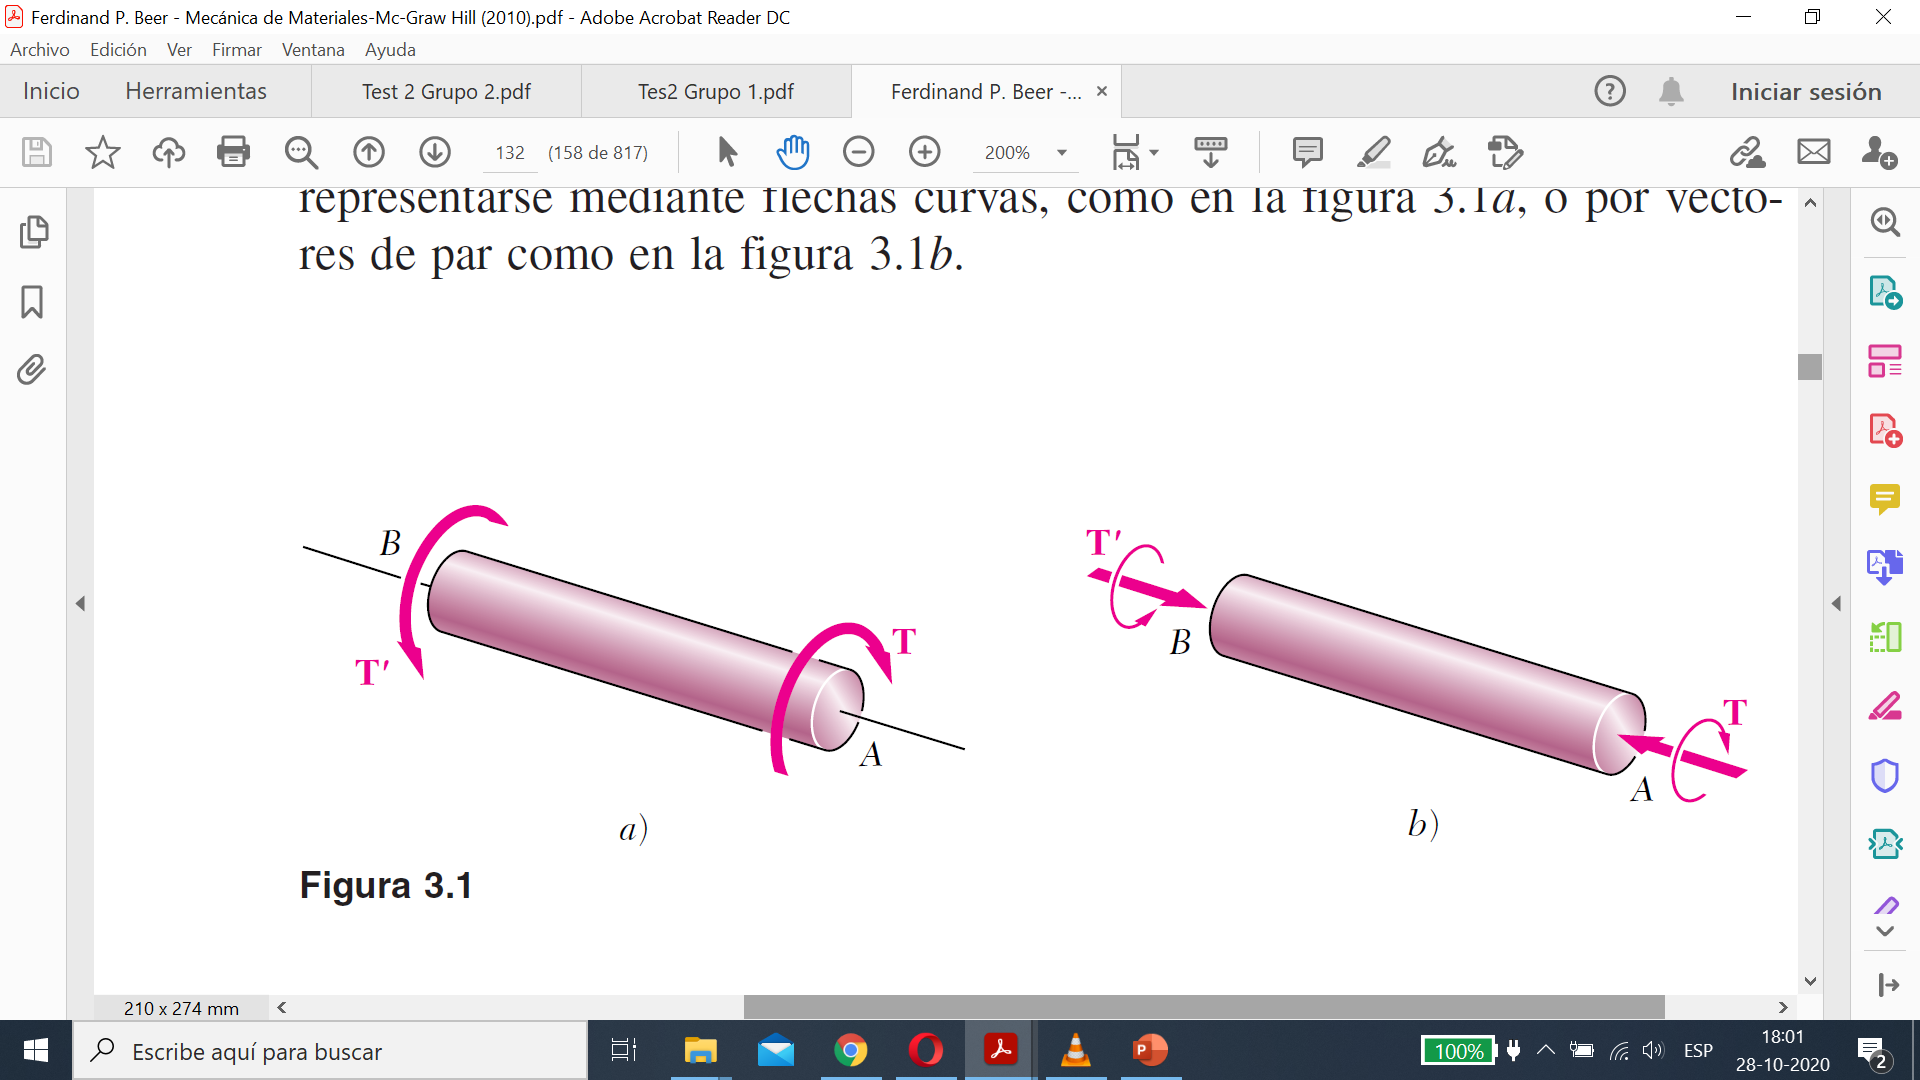 Ferdinand P. Beer - Mecánica de Materiales-Mc-Graw Hill (2010).pdf - Adobe Acrobat Reader DC
Archivo Edición Ver Firmar Ventana Ayuda
Inicio Herramientas Test 2 Grupo 2.pdf Tes2 Grupo 1.pdf Ferdinand P. Beer -... × Iniciar sesión
132 (158 de 817) 200%
representarse mediante flechas curvas, como en la figura 3.1a, o por vecto-
res de par como en la figura 3.1b.
B
T′
T
A
a)
T′
B
T
A
b)
Figura 3.1
210 x 274 mm
Escribe aquí para buscar
100% ESP 18:01
28-10-2020 2